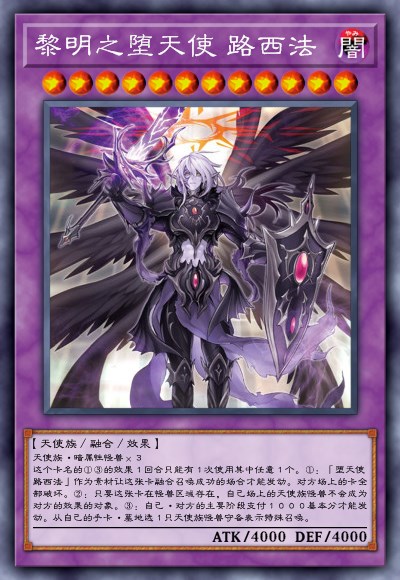 黎明之堕天使 路西法
やみ
闇
【天使族／融合／效果】
天使族·暗属性怪兽×3
这个卡名的①③的效果1回合只能有1次使用其中任意1个。①：「堕天使
路西法」作为素材让这张卡融合召唤成功的场合才能发动。对方场上的卡全
部破坏。②：只要这张卡在怪兽区域存在，自己场上的天使族怪兽不会成为
对方的效果的对象。③：自己·对方的主要阶段支付1000基本分才能发
动。从自己的手卡·墓地选1只天使族怪兽守备表示特殊召唤。
ATK/4000 DEF/4000